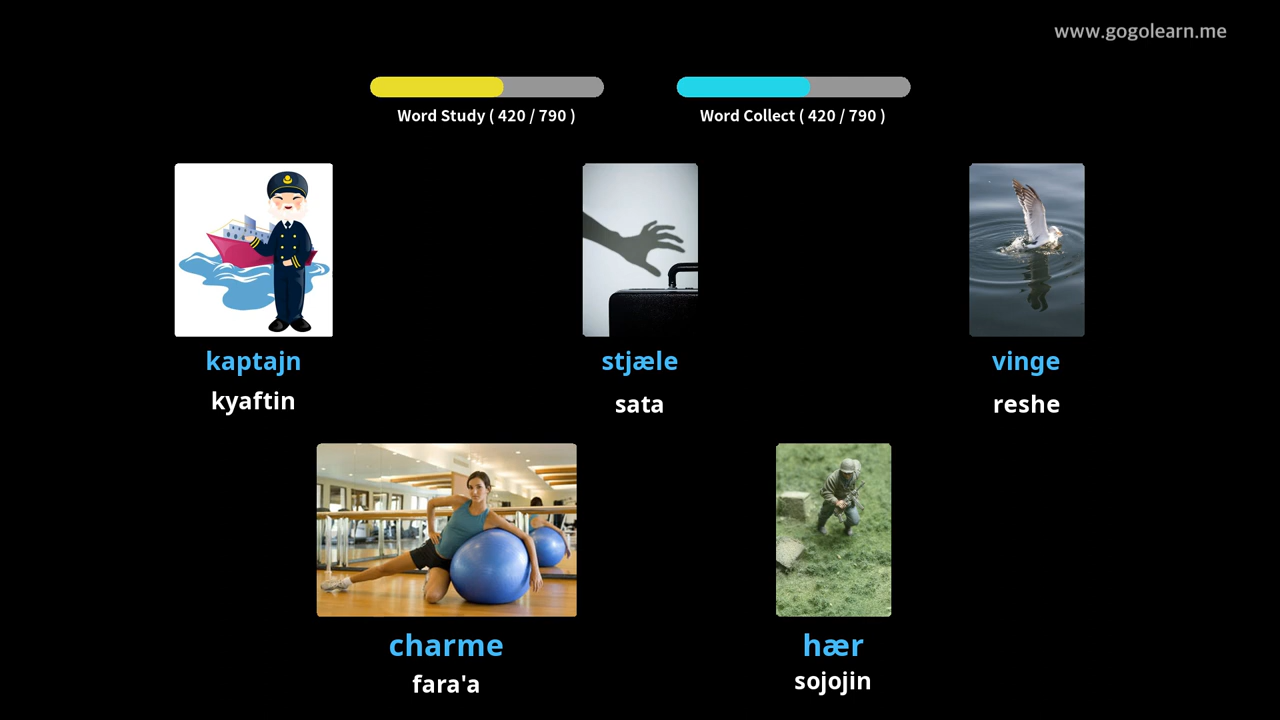 www.gogolearn.me
Word Study ( 420 / 790 )
Word Collect ( 420 / 790 )
kaptajn
kyaftin
stjæle
sata
vinge
reshe
charme
fara'a
hær
sojojin